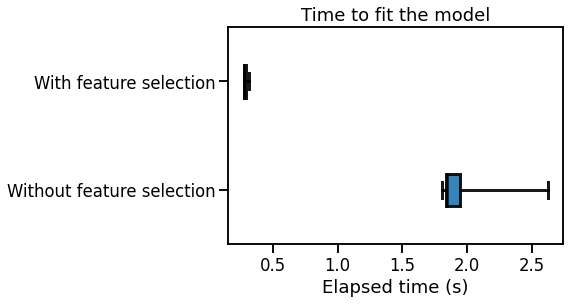 Time to fit the model
With feature selection
Without feature selection
0.5 1.0 1.5 2.0 2.5
Elapsed time (s)